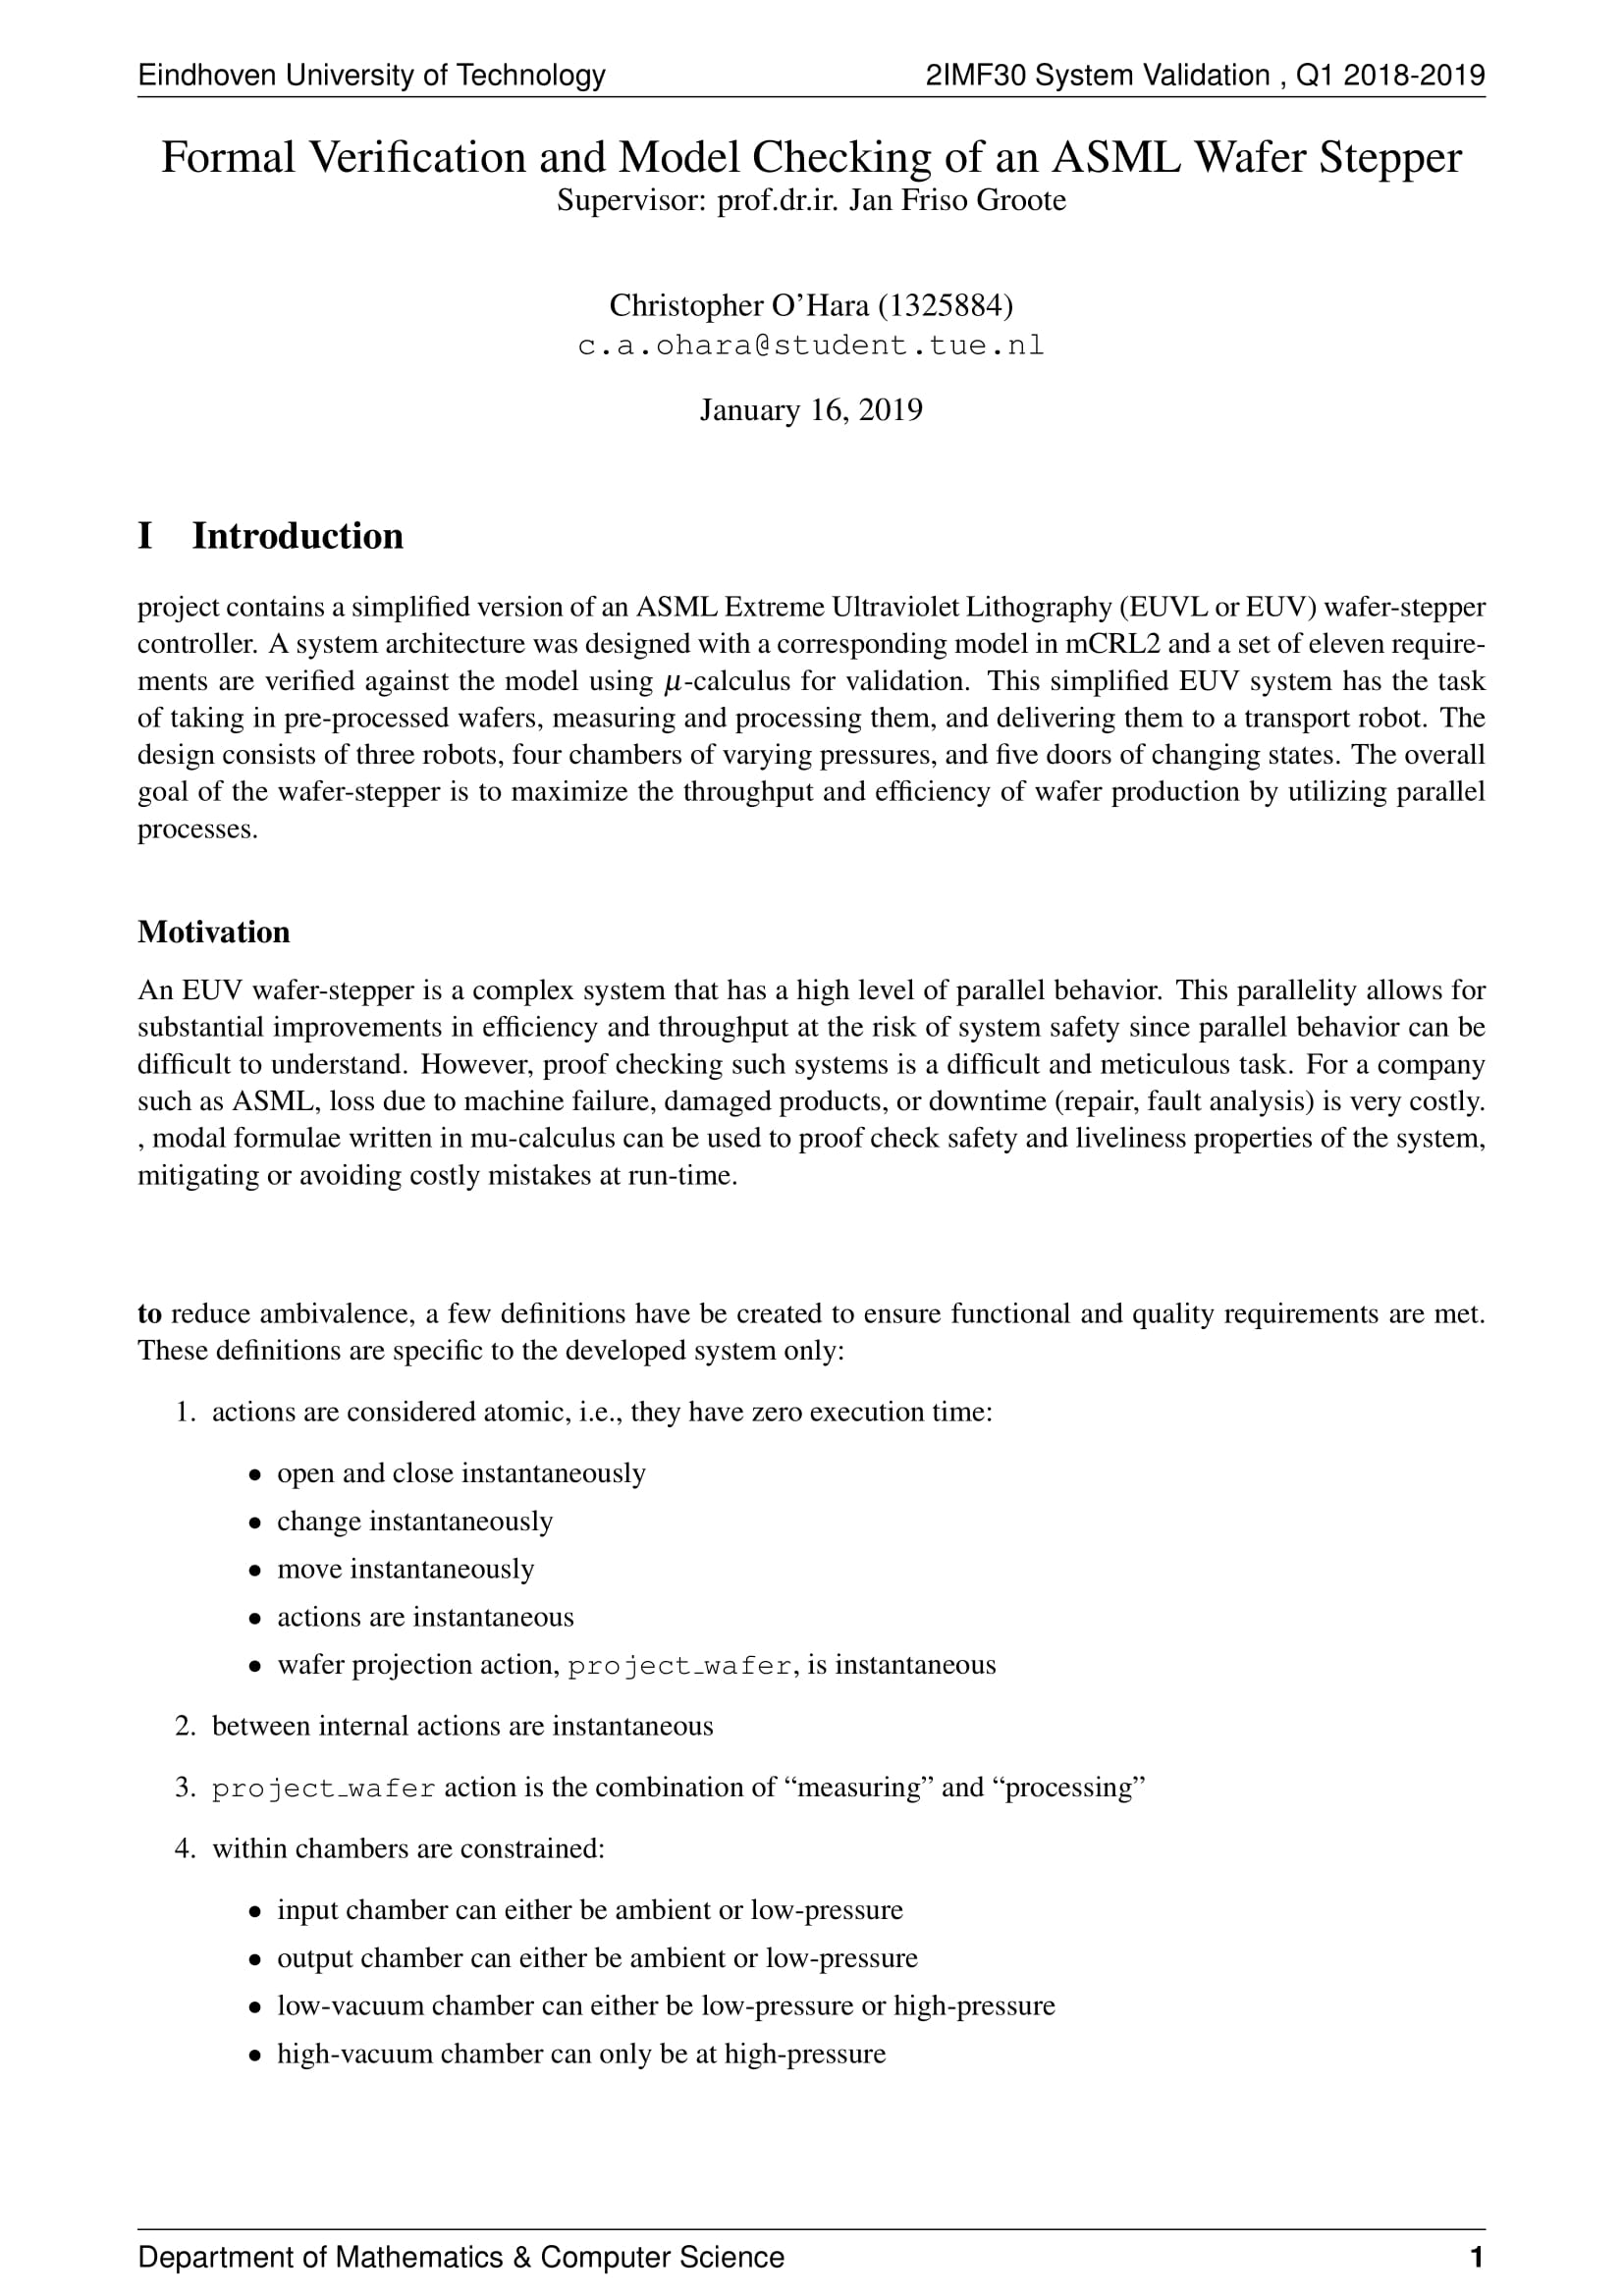 Eindhoven University of Technology 2IMF30 System Validation , Q1 2018-2019
Formal Verification and Model Checking of an ASML Wafer Stepper
Supervisor: prof.dr.ir. Jan Friso Groote
Christopher O’Hara (1325884)
c.a.ohara@student.tue.nl
January 16, 2019
I Introduction
project contains a simplified version of an ASML Extreme Ultraviolet Lithography (EUVL or EUV) wafer-stepper
controller. A system architecture was designed with a corresponding model in mCRL2 and a set of eleven require-
ments are verified against the model using μ-calculus for validation. This simplified EUV system has the task
of taking in pre-processed wafers, measuring and processing them, and delivering them to a transport robot. The
design consists of three robots, four chambers of varying pressures, and five doors of changing states. The overall
goal of the wafer-stepper is to maximize the throughput and efficiency of wafer production by utilizing parallel
processes.
Motivation
An EUV wafer-stepper is a complex system that has a high level of parallel behavior. This parallelity allows for
substantial improvements in efficiency and throughput at the risk of system safety since parallel behavior can be
difficult to understand. However, proof checking such systems is a difficult and meticulous task. For a company
such as ASML, loss due to machine failure, damaged products, or downtime (repair, fault analysis) is very costly.
, modal formulae written in mu-calculus can be used to proof check safety and liveliness properties of the system,
mitigating or avoiding costly mistakes at run-time.
to reduce ambivalence, a few definitions have be created to ensure functional and quality requirements are met.
These definitions are specific to the developed system only:
1. actions are considered atomic, i.e., they have zero execution time:
• open and close instantaneously
• change instantaneously
• move instantaneously
• actions are instantaneous
• wafer projection action, project_wafer, is instantaneous
2. between internal actions are instantaneous
3. project_wafer action is the combination of “measuring” and “processing”
4. within chambers are constrained:
• input chamber can either be ambient or low-pressure
• output chamber can either be ambient or low-pressure
• low-vacuum chamber can either be low-pressure or high-pressure
• high-vacuum chamber can only be at high-pressure
Department of Mathematics & Computer Science 1